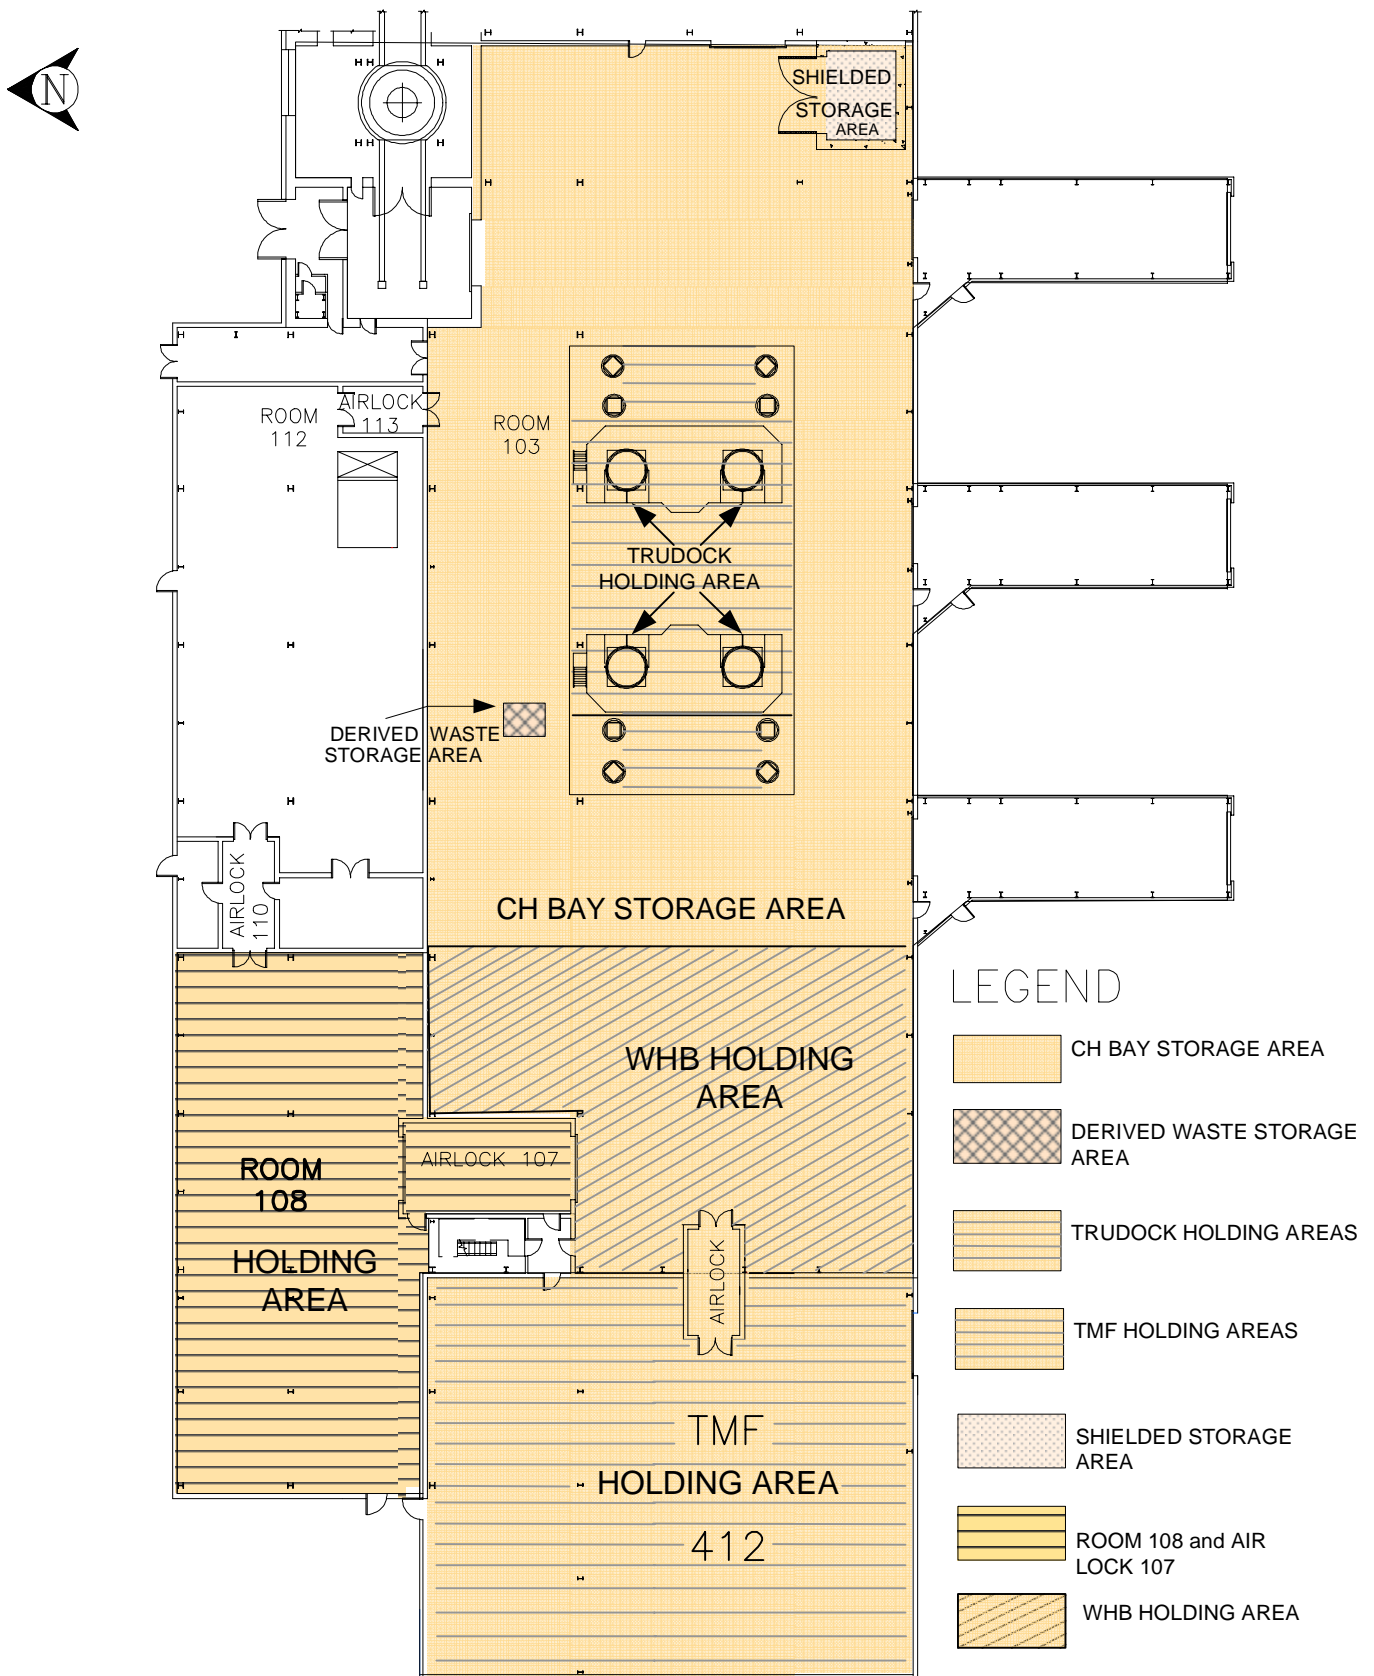 N
SHIELDED
STORAGE
AREA
ROOM
112
AIRLOCK
113
ROOM
103
TRUDOCK
HOLDING AREA
DERIVED WASTE
STORAGE AREA
AIRLOCK
110
CH BAY STORAGE AREA
WHB HOLDING
AREA
AIRLOCK 107
ROOM
108
HOLDING
AREA
AIRLOCK
TMF
HOLDING AREA
412
LEGEND
CH BAY STORAGE AREA
DERIVED WASTE STORAGE
AREA
TRUDOCK HOLDING AREAS
TMF HOLDING AREAS
SHIELDED STORAGE
AREA
ROOM 108 and AIR
LOCK 107
WHB HOLDING AREA